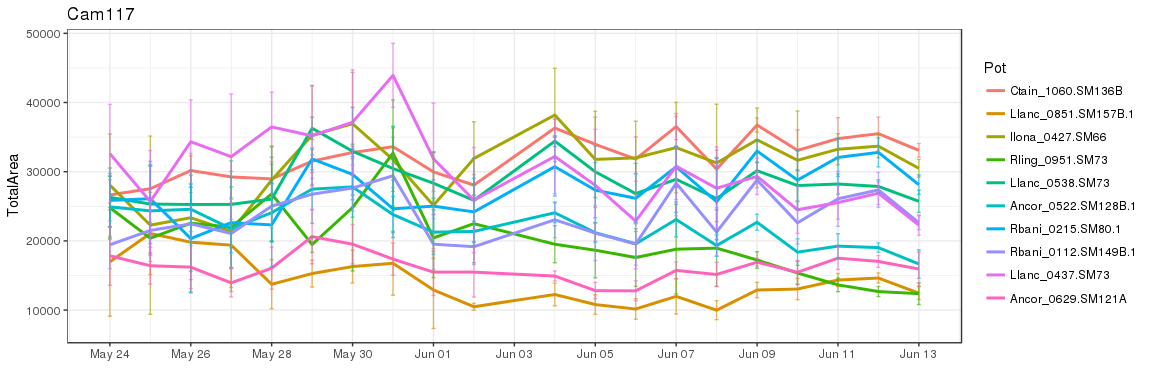 Cam117
TotalArea
50000
40000
30000
20000
10000
May 24
May 26
May 28
May 30
Jun 01
Jun 03
Jun 05
Jun 07
Jun 09
Jun 11
Jun 13
Pot
Ctain_1060.SM136B
Llanc_0851.SM157B.1
Ilona_0427.SM66
Rling_0951.SM73
Llanc_0538.SM73
Ancor_0522.SM128B.1
Rbani_0215.SM80.1
Rbani_0112.SM149B.1
Llanc_0437.SM73
Ancor_0629.SM121A